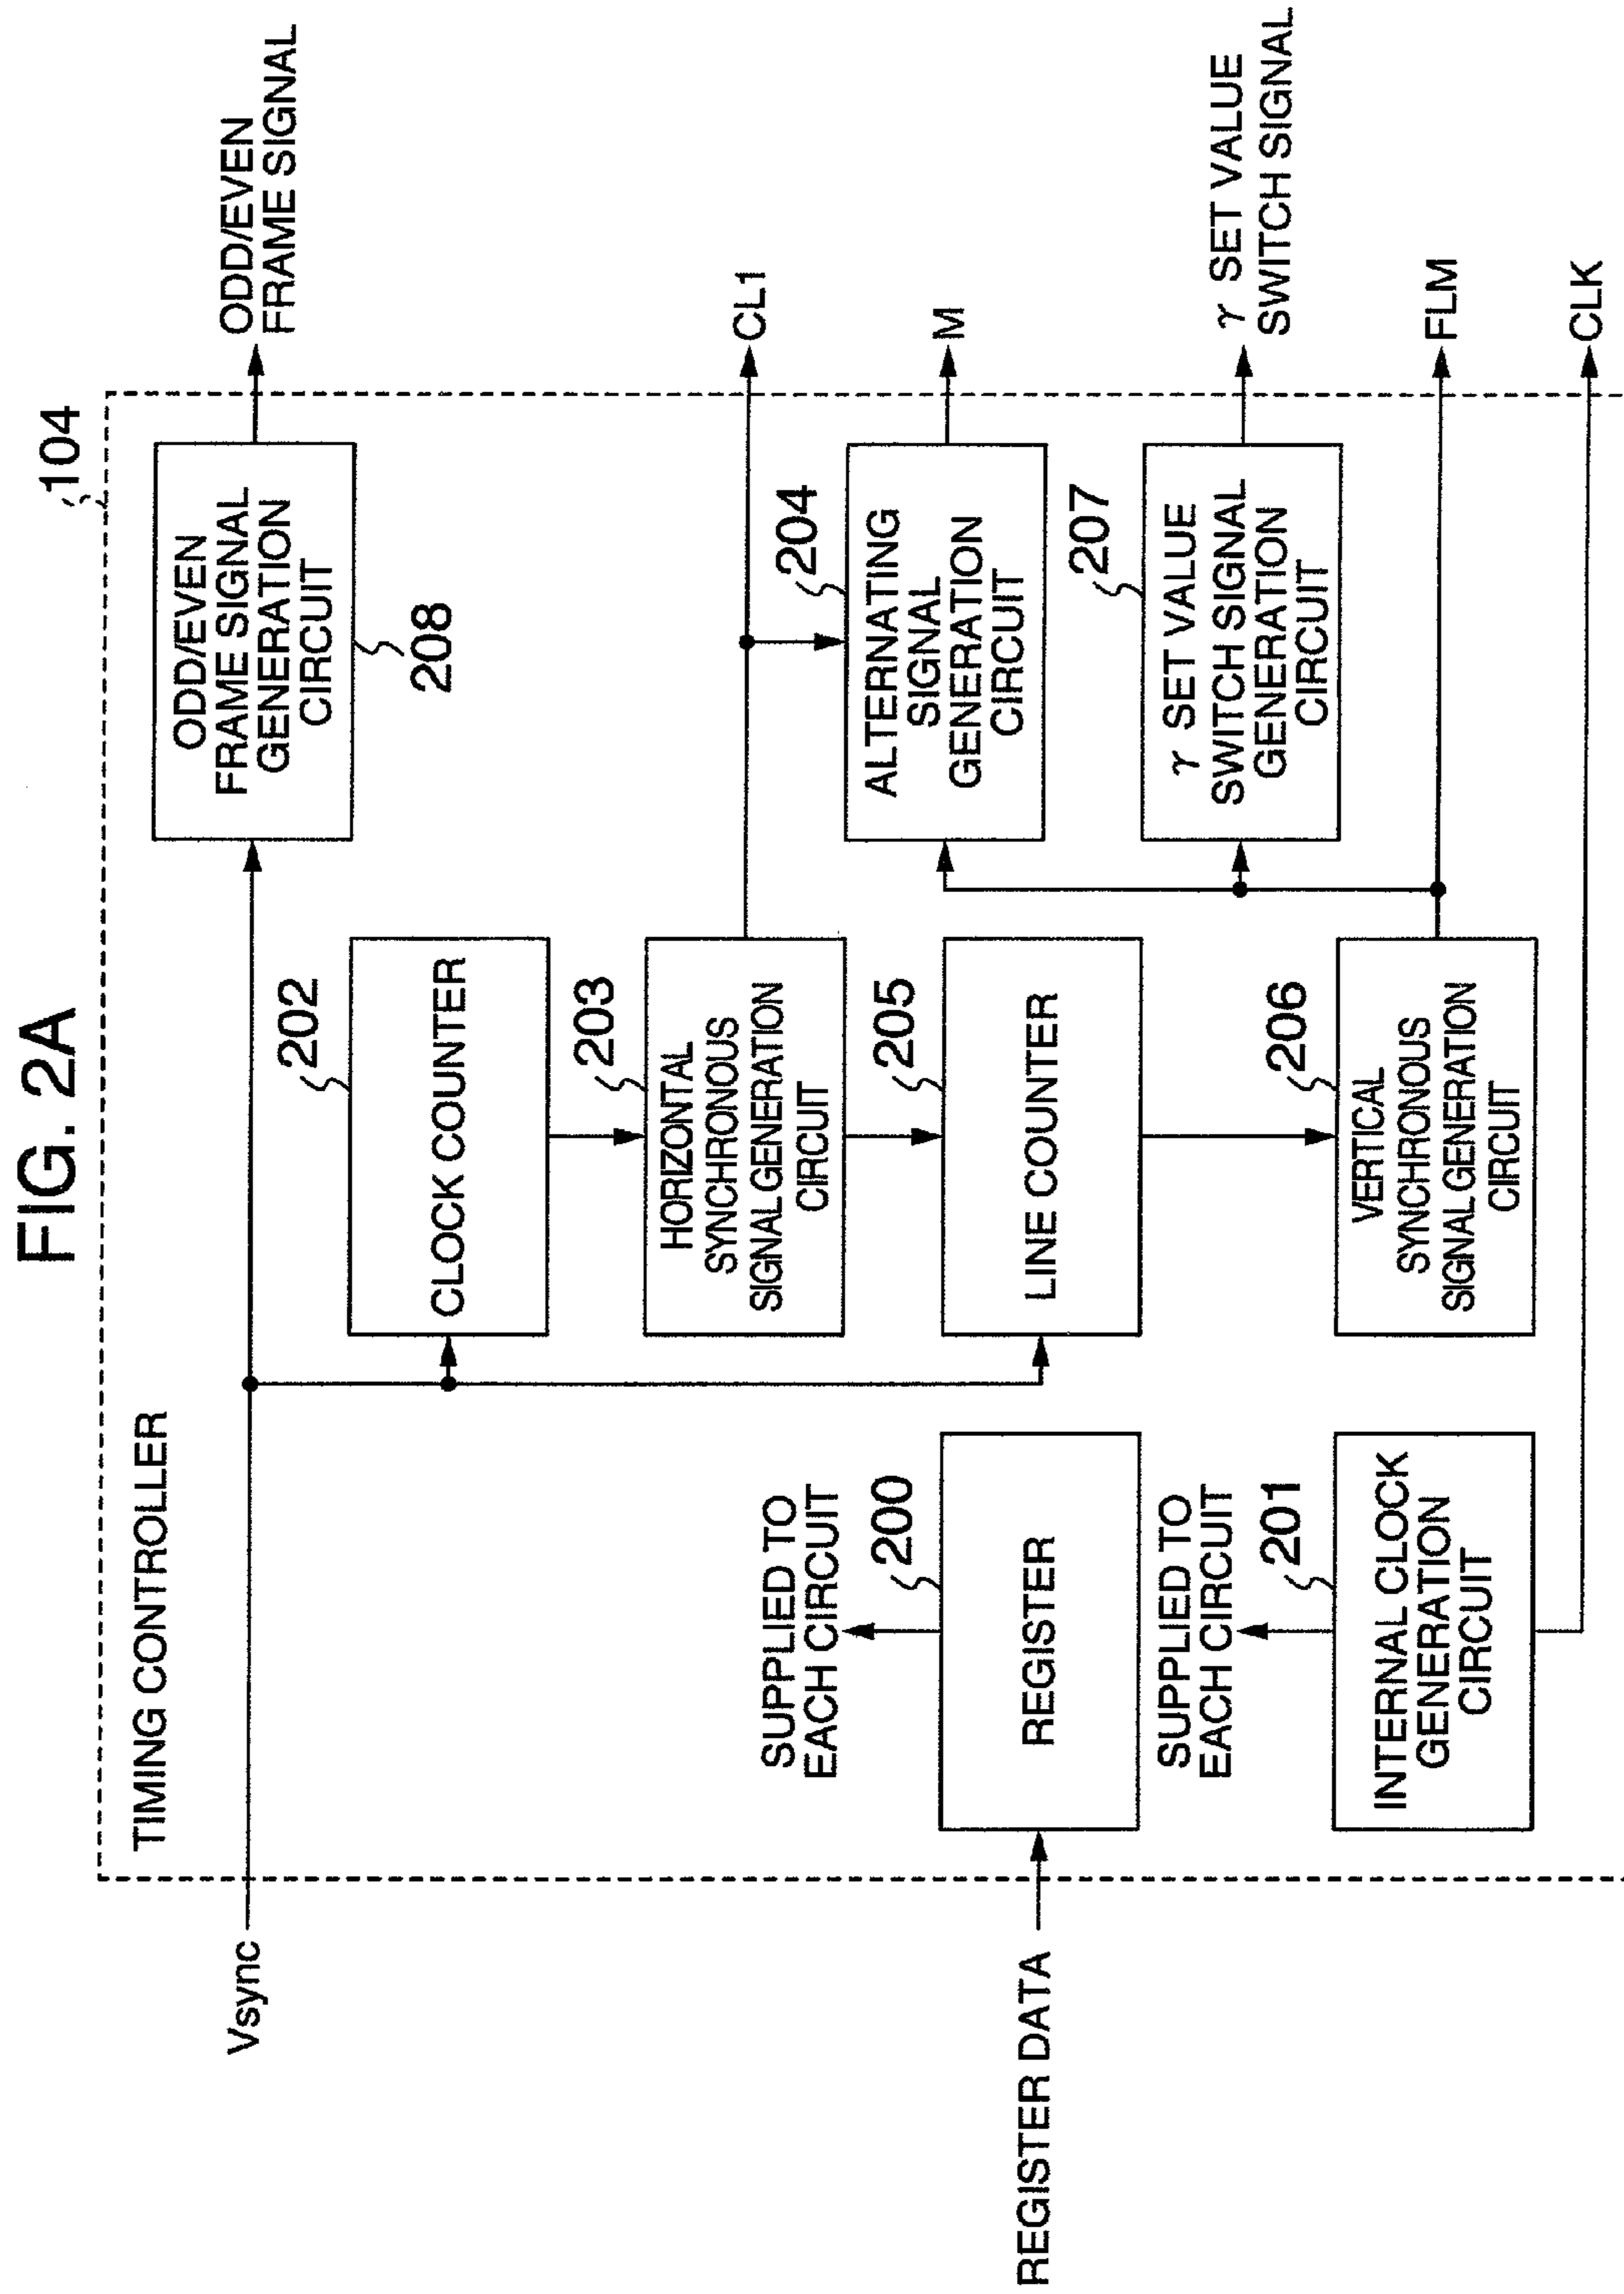 FIG. 2A
104
TIMING CONTROLLER
Vsync
ODD/EVEN
FRAME SIGNAL
GENERATION
CIRCUIT
208
ODD/EVEN
FRAME SIGNAL
202
CLOCK COUNTER
203
HORIZONTAL
SYNCHRONOUS
SIGNAL GENERATION
CIRCUIT
CL1
SUPPLIED TO
EACH CIRCUIT
200
REGISTER
REGISTER DATA
205
LINE COUNTER
204
ALTERNATING
SIGNAL
GENERATION
CIRCUIT
M
SUPPLIED TO
EACH CIRCUIT
201
INTERNAL CLOCK
GENERATION
CIRCUIT
206
VERTICAL
SYNCHRONOUS
SIGNAL GENERATION
CIRCUIT
207
γ SET VALUE
SWITCH SIGNAL
GENERATION
CIRCUIT
γ SET VALUE
SWITCH SIGNAL
FLM
CLK